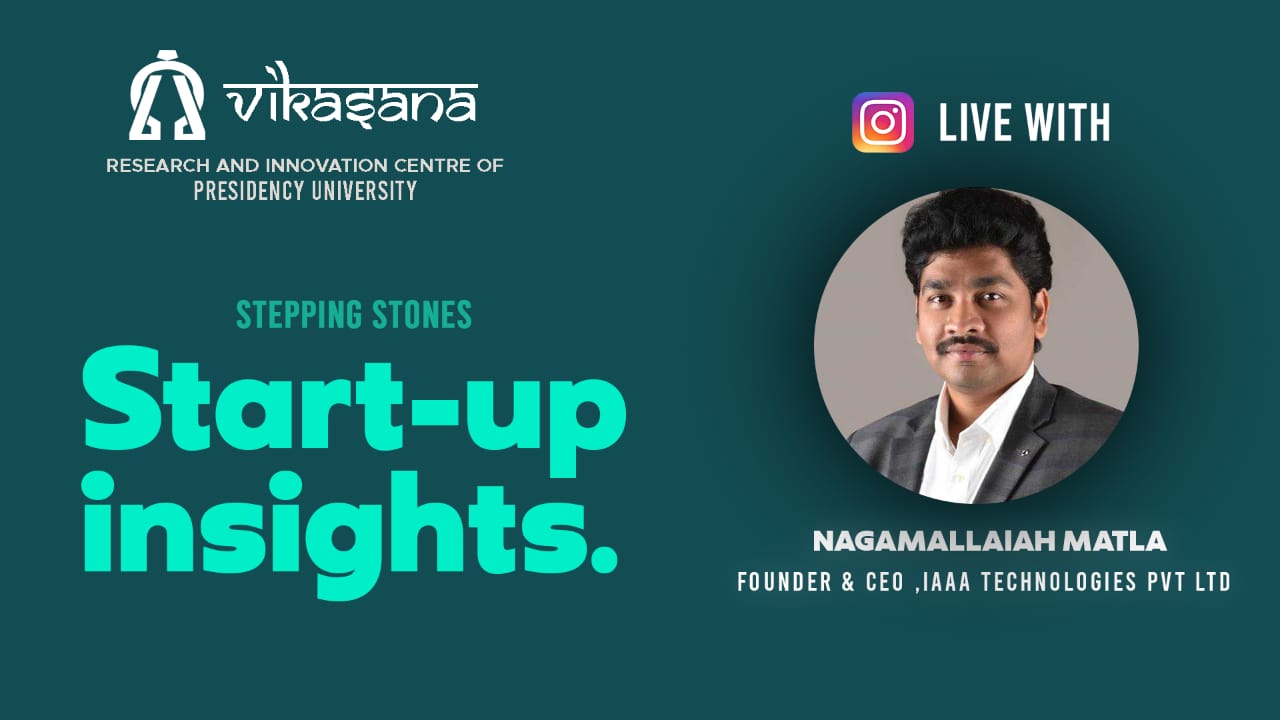 vikasana
RESEARCH AND INNOVATION CENTRE OF
PRESIDENCY UNIVERSITY
STEPPING STONES
Start-up
insights.
LIVE WITH
NAGAMALLAIAH MATLA
FOUNDER & CEO ,IAAA TECHNOLOGIES PVT LTD